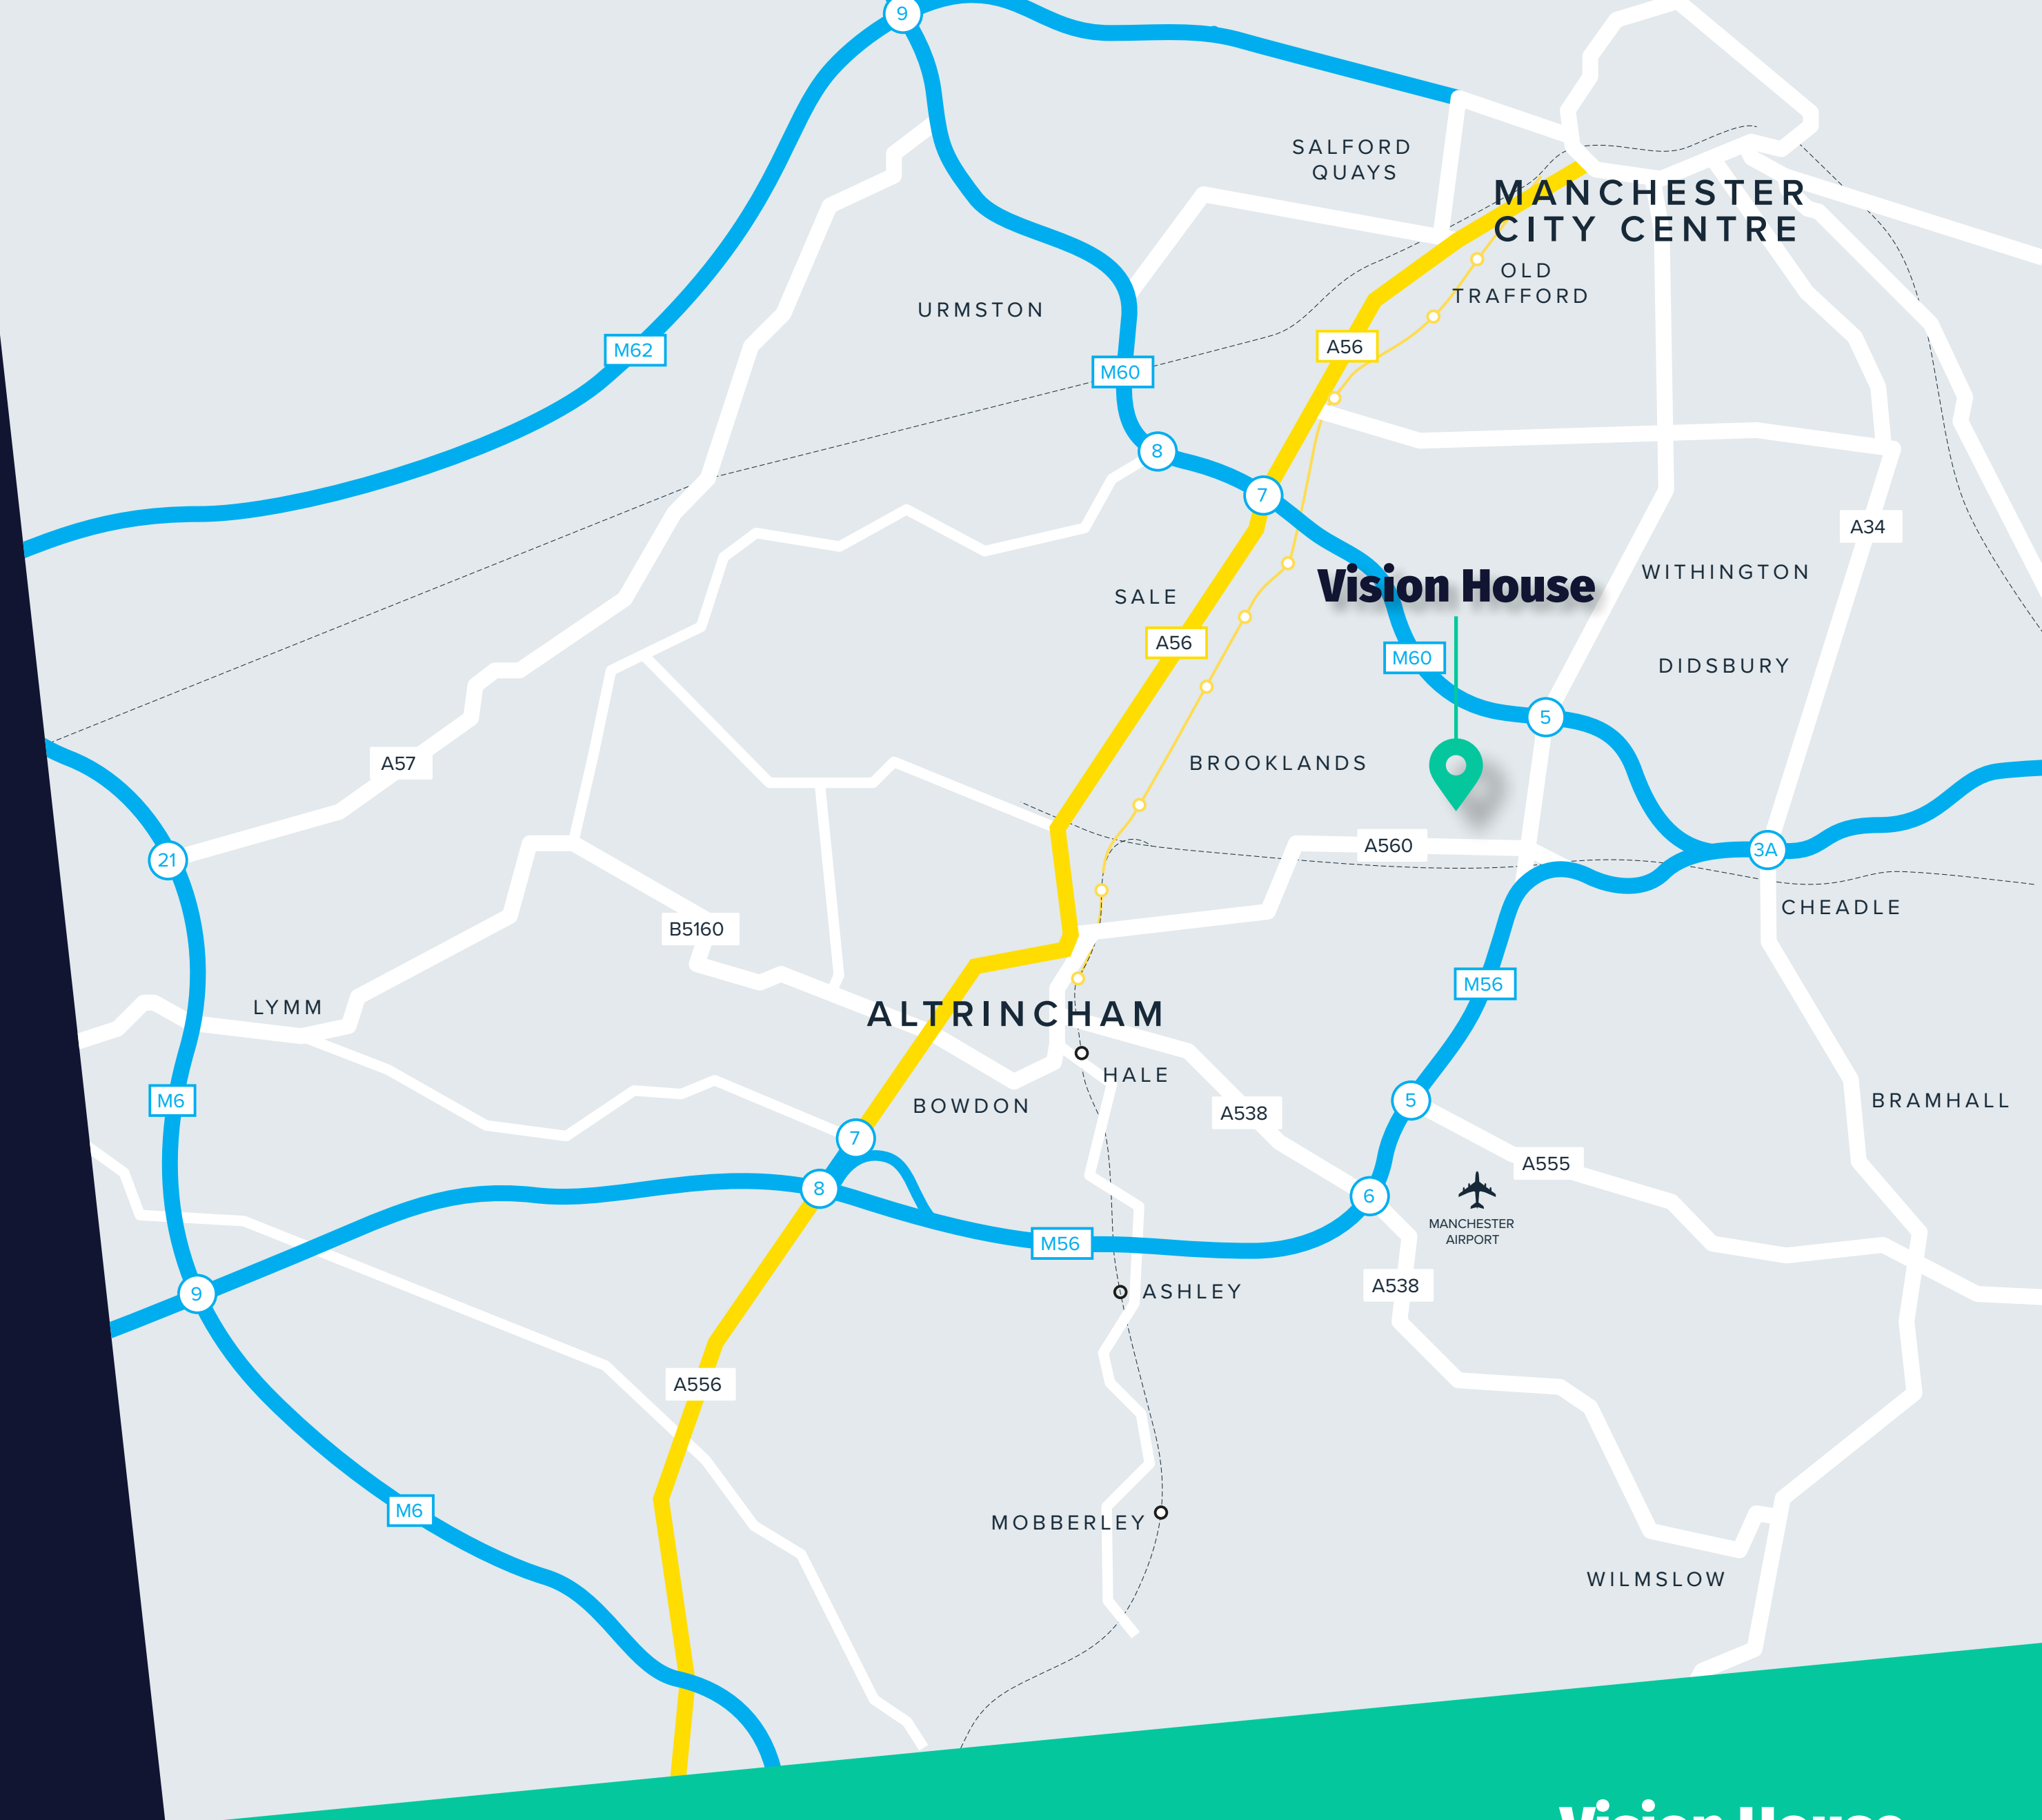 9
SALFORD
QUAYS
MANCHESTER
CITY CENTRE
OLD
TRAFFORD
URMSTON
A56
M62
M60
8
7
A34
WITHINGTON
Vision House
SALE
A56
M60
DIDSBURY
5
BROOKLANDS
A57
A560
21
3A
CHEADLE
B5160
M56
LYMM
ALTRINCHAM
HALE
M6
BOWDON
A538
5
BRAMHALL
7
A555
8
6
MANCHESTER
AIRPORT
M56
9
ASHLEY
A538
A556
M6
MOBBERLEY
WILMSLOW
Vision House